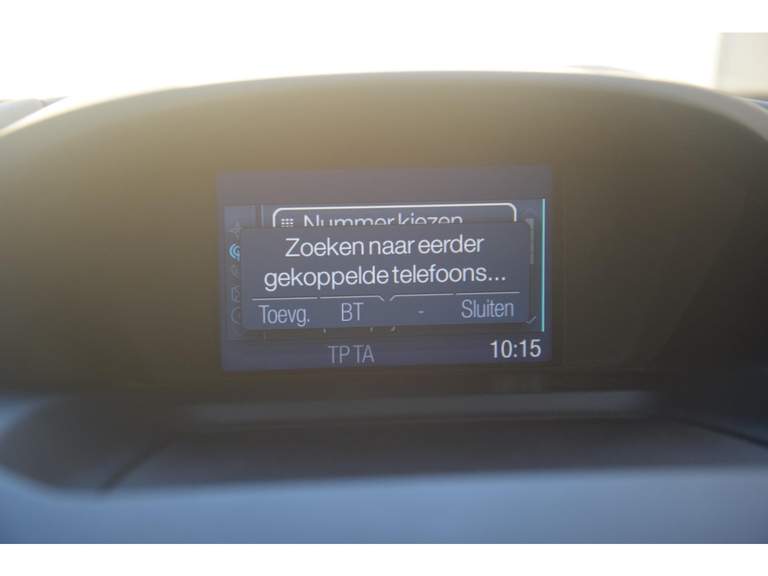 Nummer kiezen
Zoeken naar eerder
gekoppelde telefoons...
Toevg. BT - Sluiten
TP TA 10:15